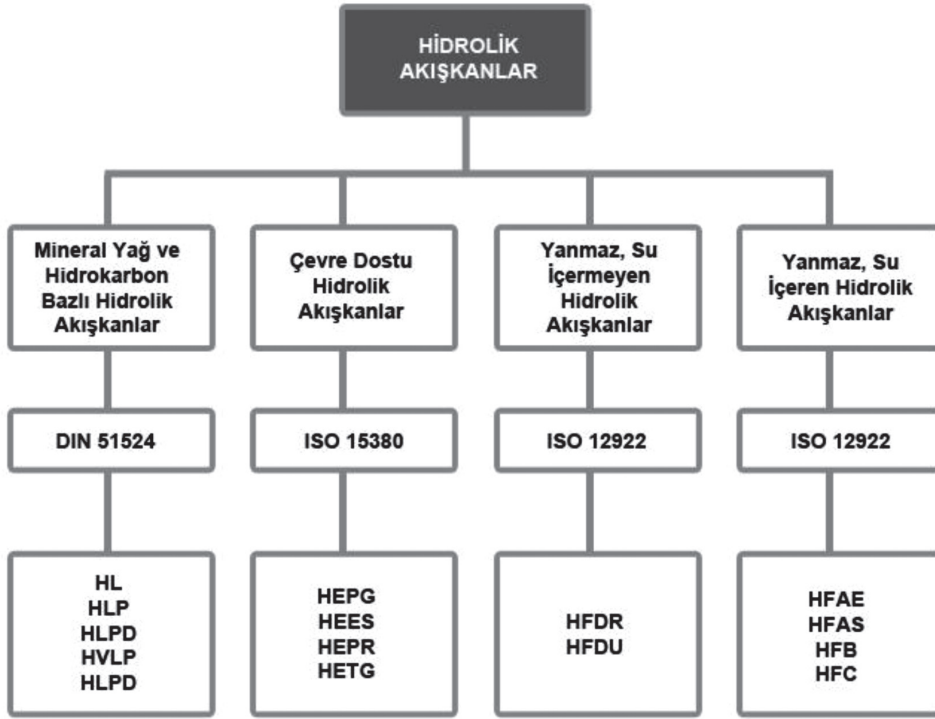 HİDROLİK
AKIŞKANLAR
Mineral Yağ ve
Hidrokarbon
Bazlı Hidrolik
Akışkanlar
Çevre Dostu
Hidrolik
Akışkanlar
Yanmaz, Su
İçermeyen
Hidrolik
Akışkanlar
Yanmaz, Su
İçeren Hidrolik
Akışkanlar
DIN 51524
ISO 15380
ISO 12922
ISO 12922
HL
HLP
HLPD
HVLP
HLPD
HEPG
HEES
HEPR
HETG
HFDR
HFDU
HFAE
HFAS
HFB
HFC